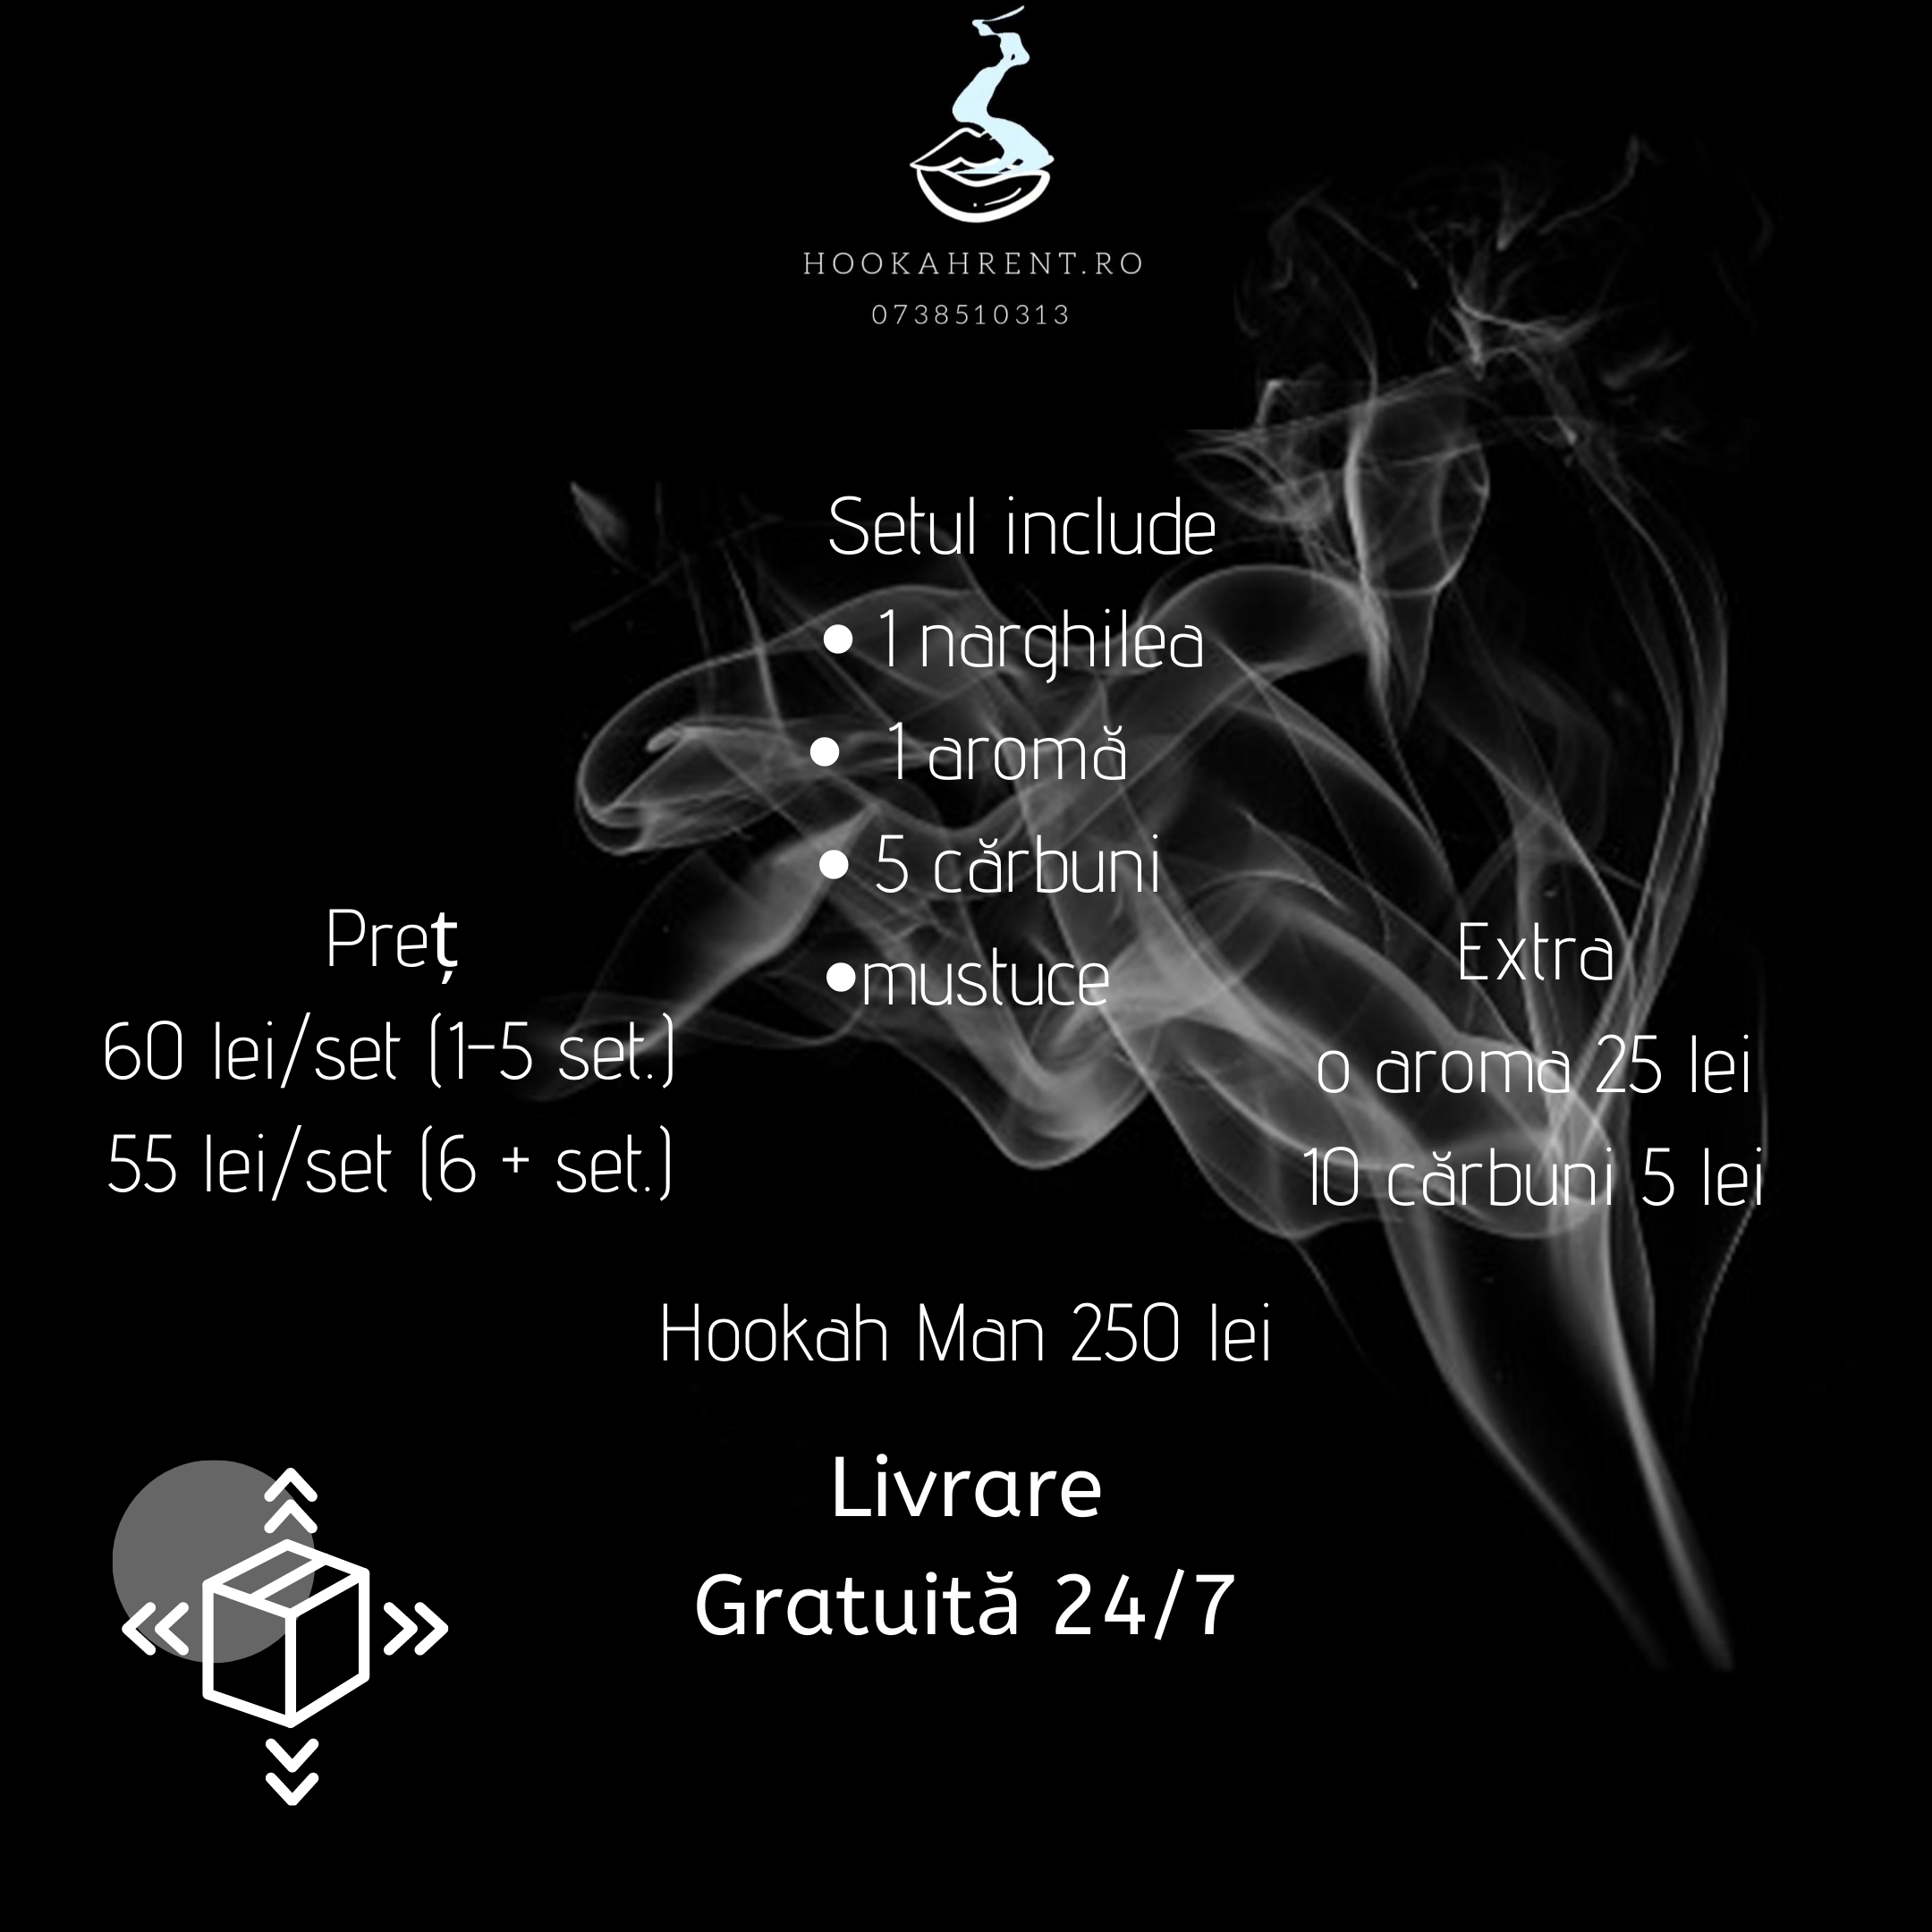 HOOKAHRENT.RO
0738510313
Setul include
• 1 narghilea
• 1 aromă
• 5 cărbuni
•mustuce
Preț
60 lei/set (1-5 set.)
55 lei/set (6 + set.)
Extra
o aroma 25 lei
10 cărbuni 5 lei
Hookah Man 250 lei
Livrare
Gratuită 24/7